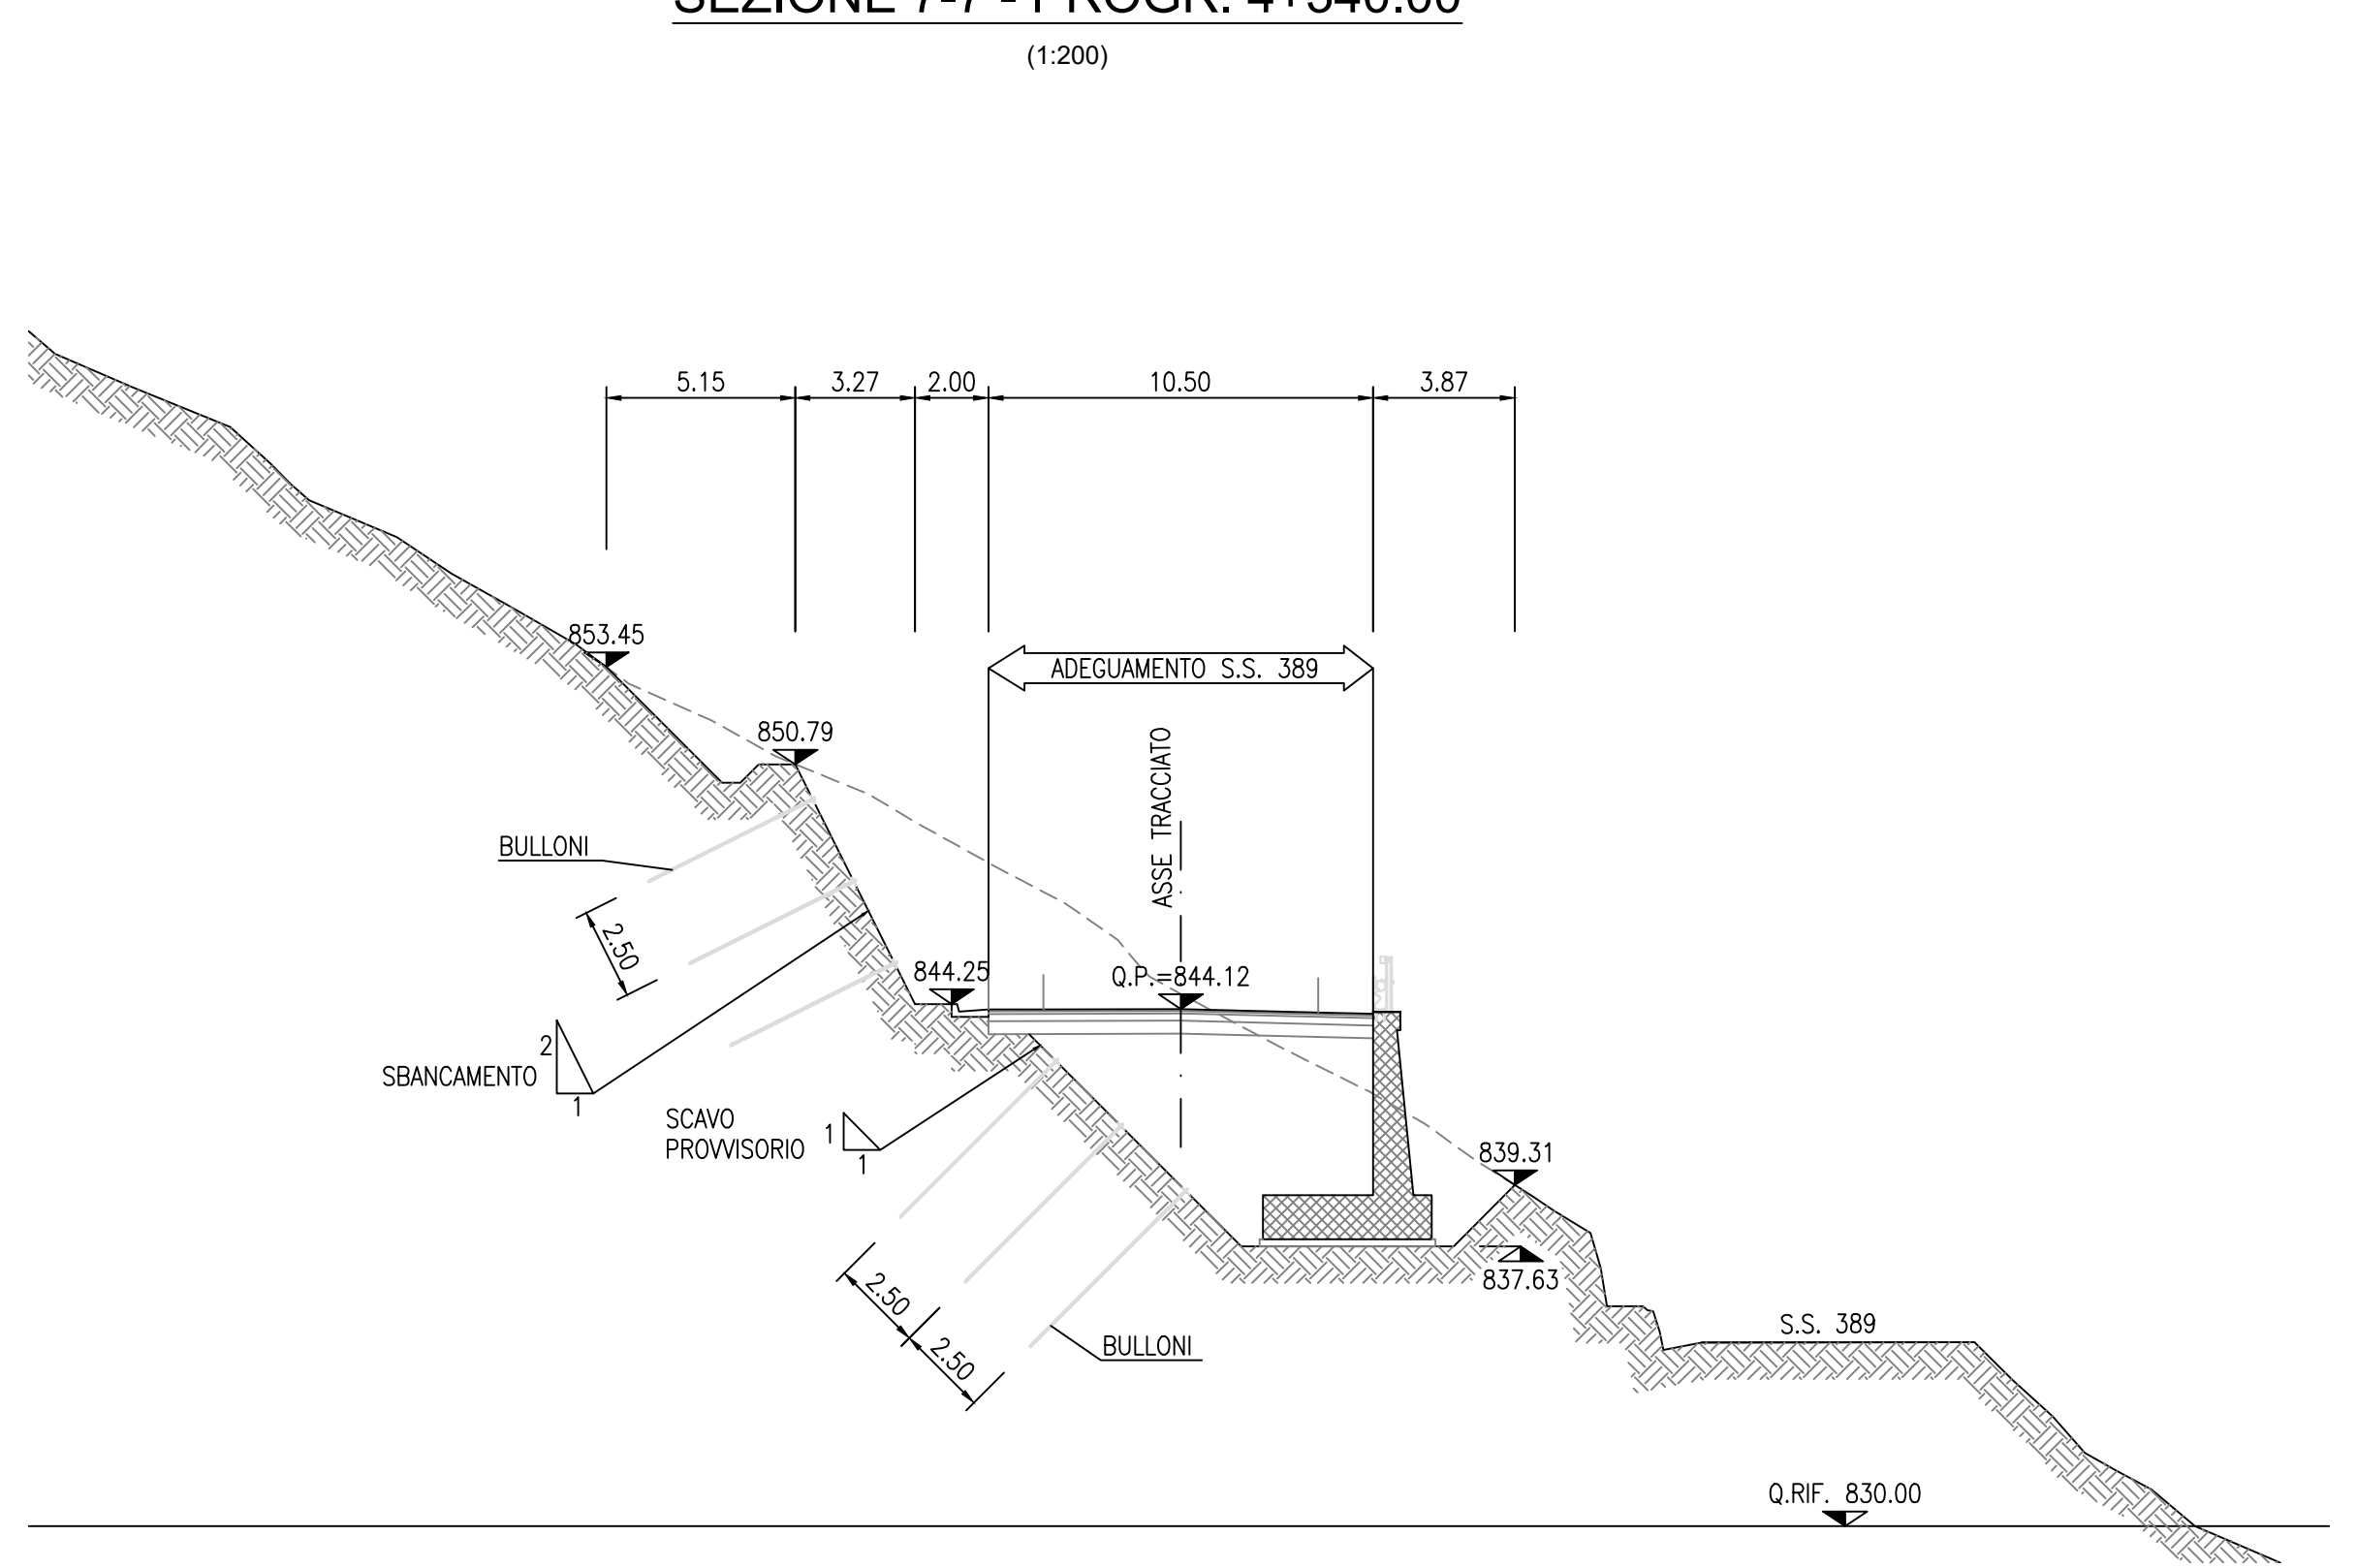 (1:200)
5.15
3.27
2.00
10.50
3.87
853.45
ADEGUAMENTO S.S. 389
850.79
ASSE TRACCIATO
BULLONI
2.50
844.25
Q.P.=844.12
2
SBANCAMENTO
1
SCAVO
PROVVISORIO
1
1
839.31
837.63
2.50
2.50
BULLONI
S.S. 389
Q.RIF. 830.00